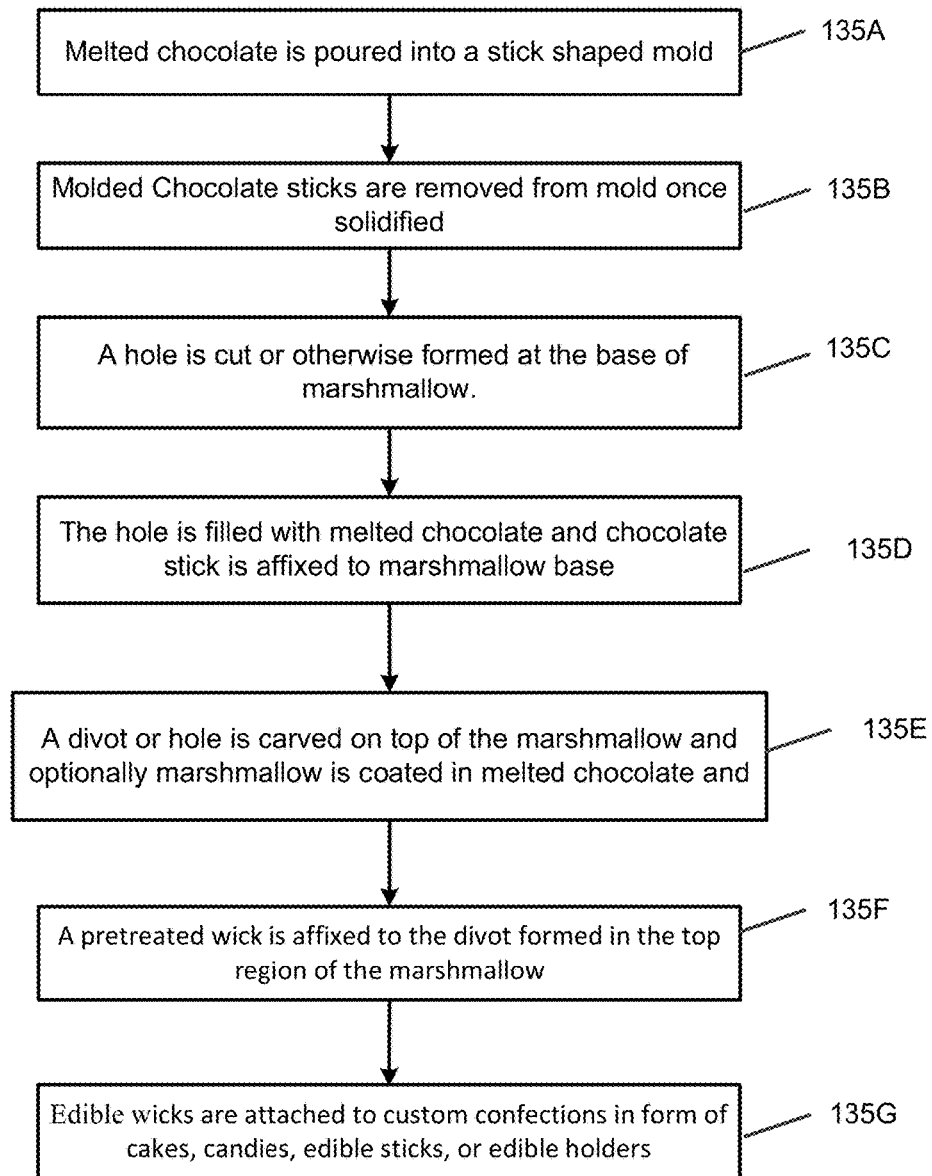 Melted chocolate is poured into a stick shaped mold
135A
Molded Chocolate sticks are removed from mold once
solidified
135B
A hole is cut or otherwise formed at the base of
marshmallow.
135C
The hole is filled with melted chocolate and chocolate
stick is affixed to marshmallow base
135D
A divot or hole is carved on top of the marshmallow and
optionally marshmallow is coated in melted chocolate and
135E
A pretreated wick is affixed to the divot formed in the top
region of the marshmallow
135F
Edible wicks are attached to custom confections in form of
cakes, candies, edible sticks, or edible holders
135G